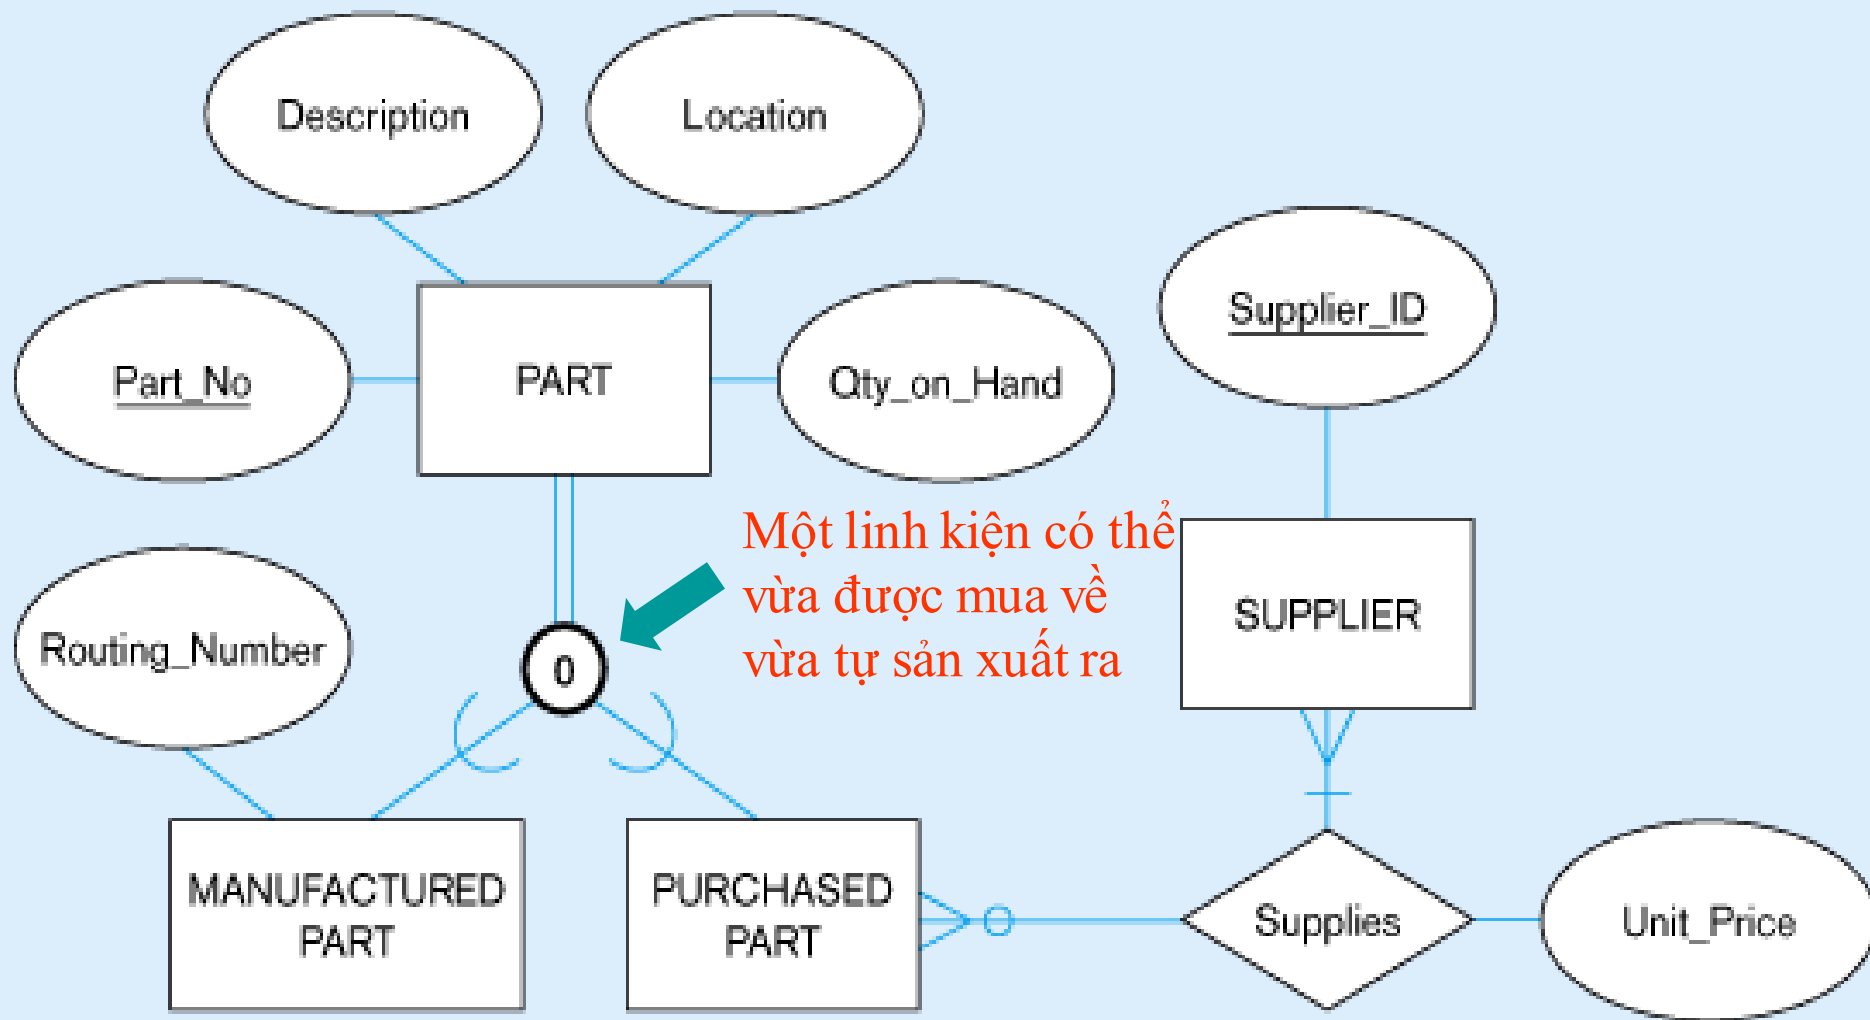 Description
Location
Part_No
PART
Qty_on_Hand
Supplier_ID
Một linh kiện có thể
vừa được mua về
vừa tự sản xuất ra
SUPPLIER
Routing_Number
0
MANUFACTURED
PART
PURCHASED
PART
Supplies
Unit_Price